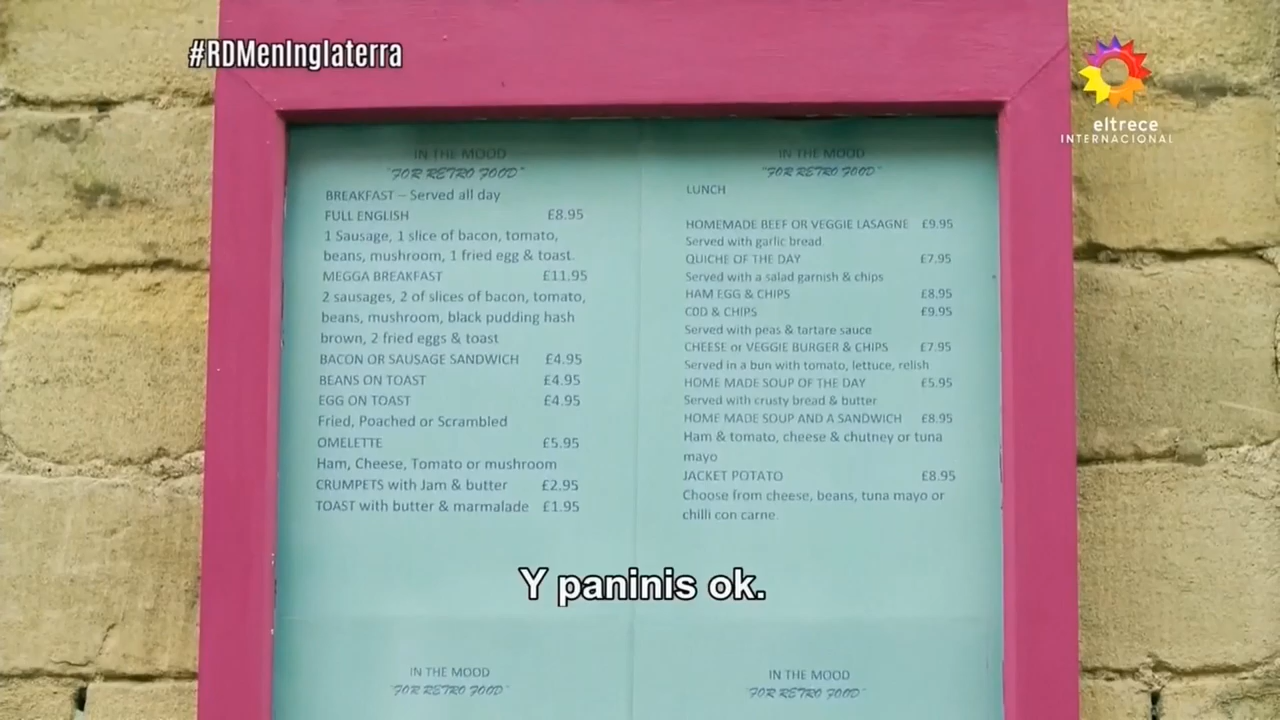 #RDMenInglaterra
eltrece
INTERNACIONAL
IN THE MOOD
"FOR RETRO FOOD"
BREAKFAST – Served all day
FULL ENGLISH £8.95
1 Sausage, 1 slice of bacon, tomato,
beans, mushroom, 1 fried egg & toast.
MEGGA BREAKFAST £11.95
2 sausages, 2 of slices of bacon, tomato,
beans, mushroom, black pudding hash
brown, 2 fried eggs & toast
BACON OR SAUSAGE SANDWICH £4.95
BEANS ON TOAST £4.95
EGG ON TOAST £4.95
Fried, Poached or Scrambled
OMELETTE £5.95
Ham, Cheese, Tomato or mushroom
CRUMPETS with Jam & butter £2.95
TOAST with butter & marmalade £1.95
IN THE MOOD
"FOR RETRO FOOD"
LUNCH
HOMEMADE BEEF OR VEGGIE LASAGNE £9.95
Served with garlic bread.
QUICHE OF THE DAY £7.95
Served with a salad garnish & chips
HAM EGG & CHIPS £8.95
COD & CHIPS £9.95
Served with peas & tartare sauce
CHEESE or VEGGIE BURGER & CHIPS £7.95
Served in a bun with tomato, lettuce, relish
HOME MADE SOUP OF THE DAY £5.95
Served with crusty bread & butter
HOME MADE SOUP AND A SANDWICH £8.95
Ham & tomato, cheese & chutney or tuna
mayo
JACKET POTATO £8.95
Choose from cheese, beans, tuna mayo or
chilli con carne.
Y paninis ok.
IN THE MOOD
"FOR RETRO FOOD"
IN THE MOOD
"FOR RETRO FOOD"